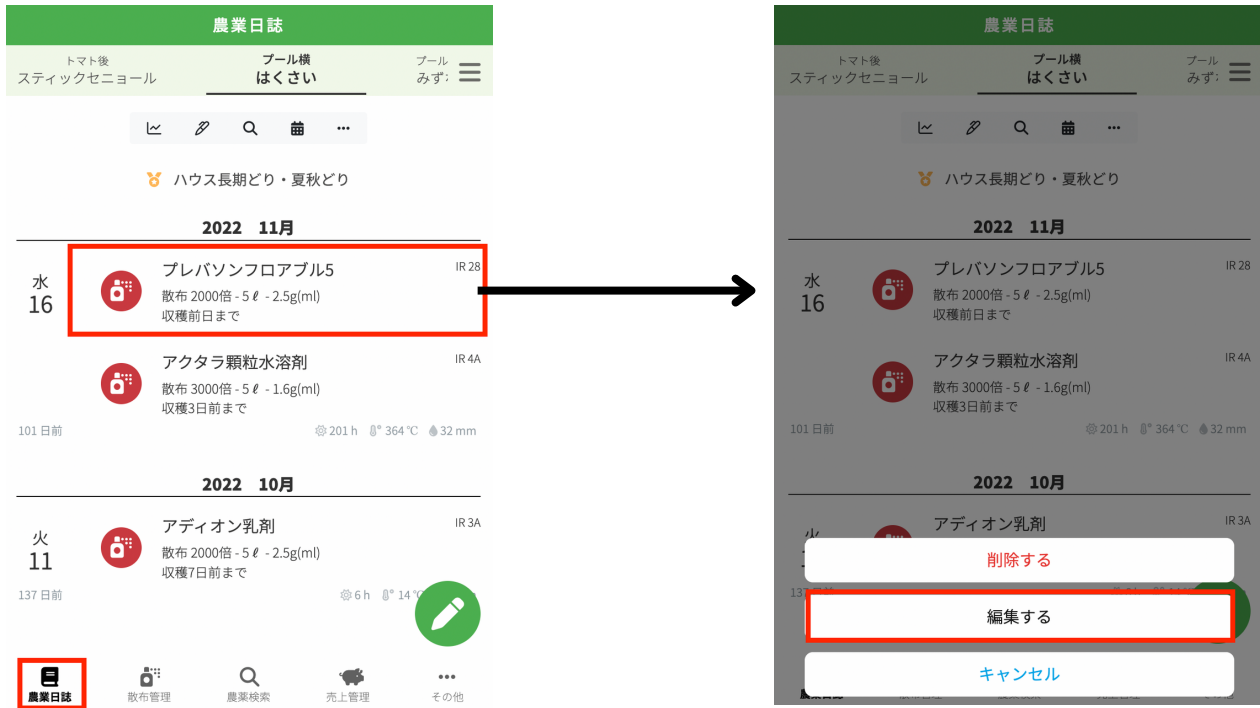 農業日誌
トマト後
スティックセニョール
プール横
はくさい
プール
みず
ハウス長期どり・夏秋どり
2022 11月
水
16
プレバソンフロアブル5
IR 28
散布 2000倍 - 5 ℓ - 2.5g(ml)
収穫前日まで
アクタラ顆粒水溶剤
IR 4A
散布 3000倍 - 5 ℓ - 1.6g(ml)
収穫3日前まで
101 日前
201 h 364 ℃ 32 mm
2022 10月
火
11
アディオン乳剤
IR 3A
散布 2000倍 - 5 ℓ - 2.5g(ml)
収穫7日前まで
137 日前
6 h 14 ℃
農業日誌
散布管理
農薬検索
売上管理
その他
農業日誌
トマト後
スティックセニョール
プール横
はくさい
プール
みず
ハウス長期どり・夏秋どり
2022 11月
水
16
プレバソンフロアブル5
IR 28
散布 2000倍 - 5 ℓ - 2.5g(ml)
収穫前日まで
アクタラ顆粒水溶剤
IR 4A
散布 3000倍 - 5 ℓ - 1.6g(ml)
収穫3日前まで
101 日前
201 h 364 ℃ 32 mm
2022 10月
アディオン乳剤
IR 3A
削除する
編集する
キャンセル